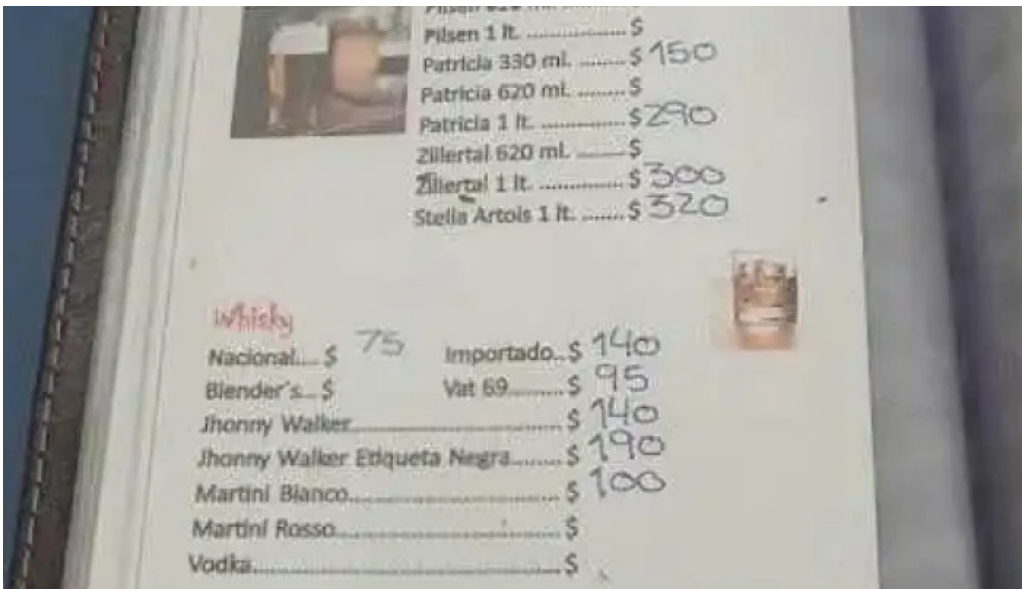 Pilsen 1 lt. ................. $
Patricia 330 ml. ........ $ 150
Patricia 620 ml. ........ $
Patricia 1 lt. .............. $ 290
Zillertal 620 ml. ........ $
Zillertal 1 lt. .............. $ 300
Stella Artois 1 lt. ....... $ 320
Whisky
Nacional.... $ 75 Importado.. $ 140
Blender's... $ Vat 69......... $ 95
Jhonny Walker................................... $ 140
Jhonny Walker Etiqueta Negra........ $ 190
Martini Bianco................................... $ 100
Martini Rosso..................................... $
Vodka.................................................. $